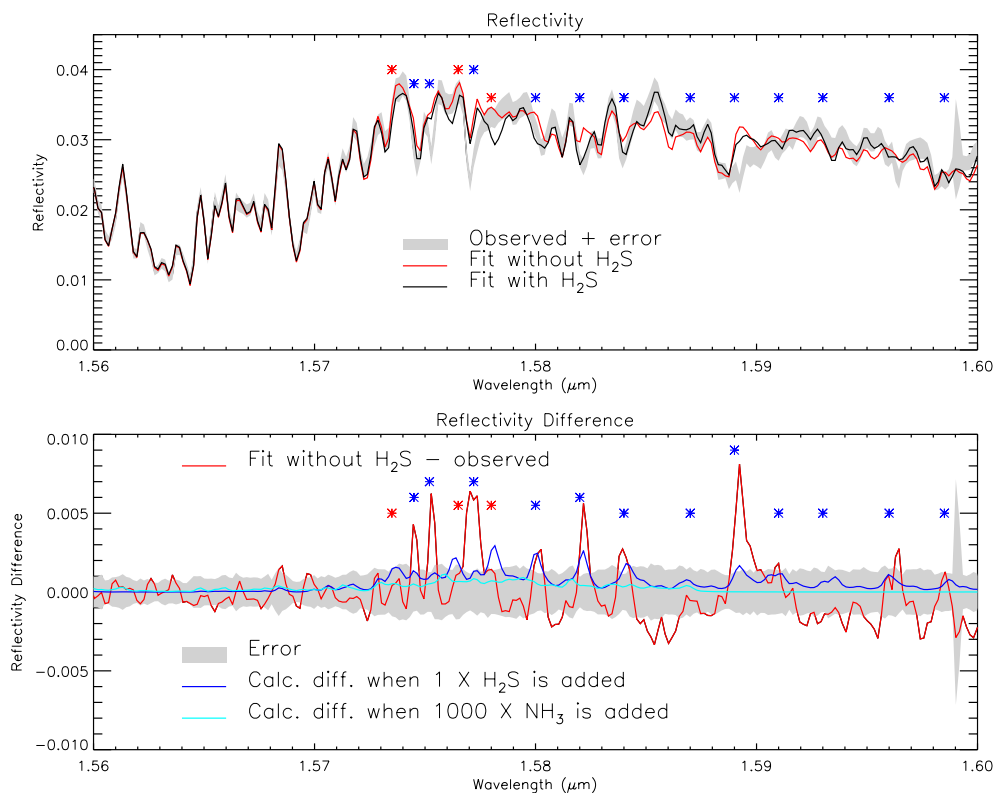 Reflectivity
0.04
0.03
0.02
0.01
0.00
Reflectivity
Observed + error
Fit without H₂S
Fit with H₂S
1.56
1.57
1.58
1.59
1.60
Wavelength (μm)
Reflectivity Difference
0.010
0.005
0.000
−0.005
−0.010
Reflectivity Difference
Fit without H₂S − observed
Error
Calc. diff. when 1 X H₂S is added
Calc. diff. when 1000 X NH₃ is added
1.56
1.57
1.58
1.59
1.60
Wavelength (μm)